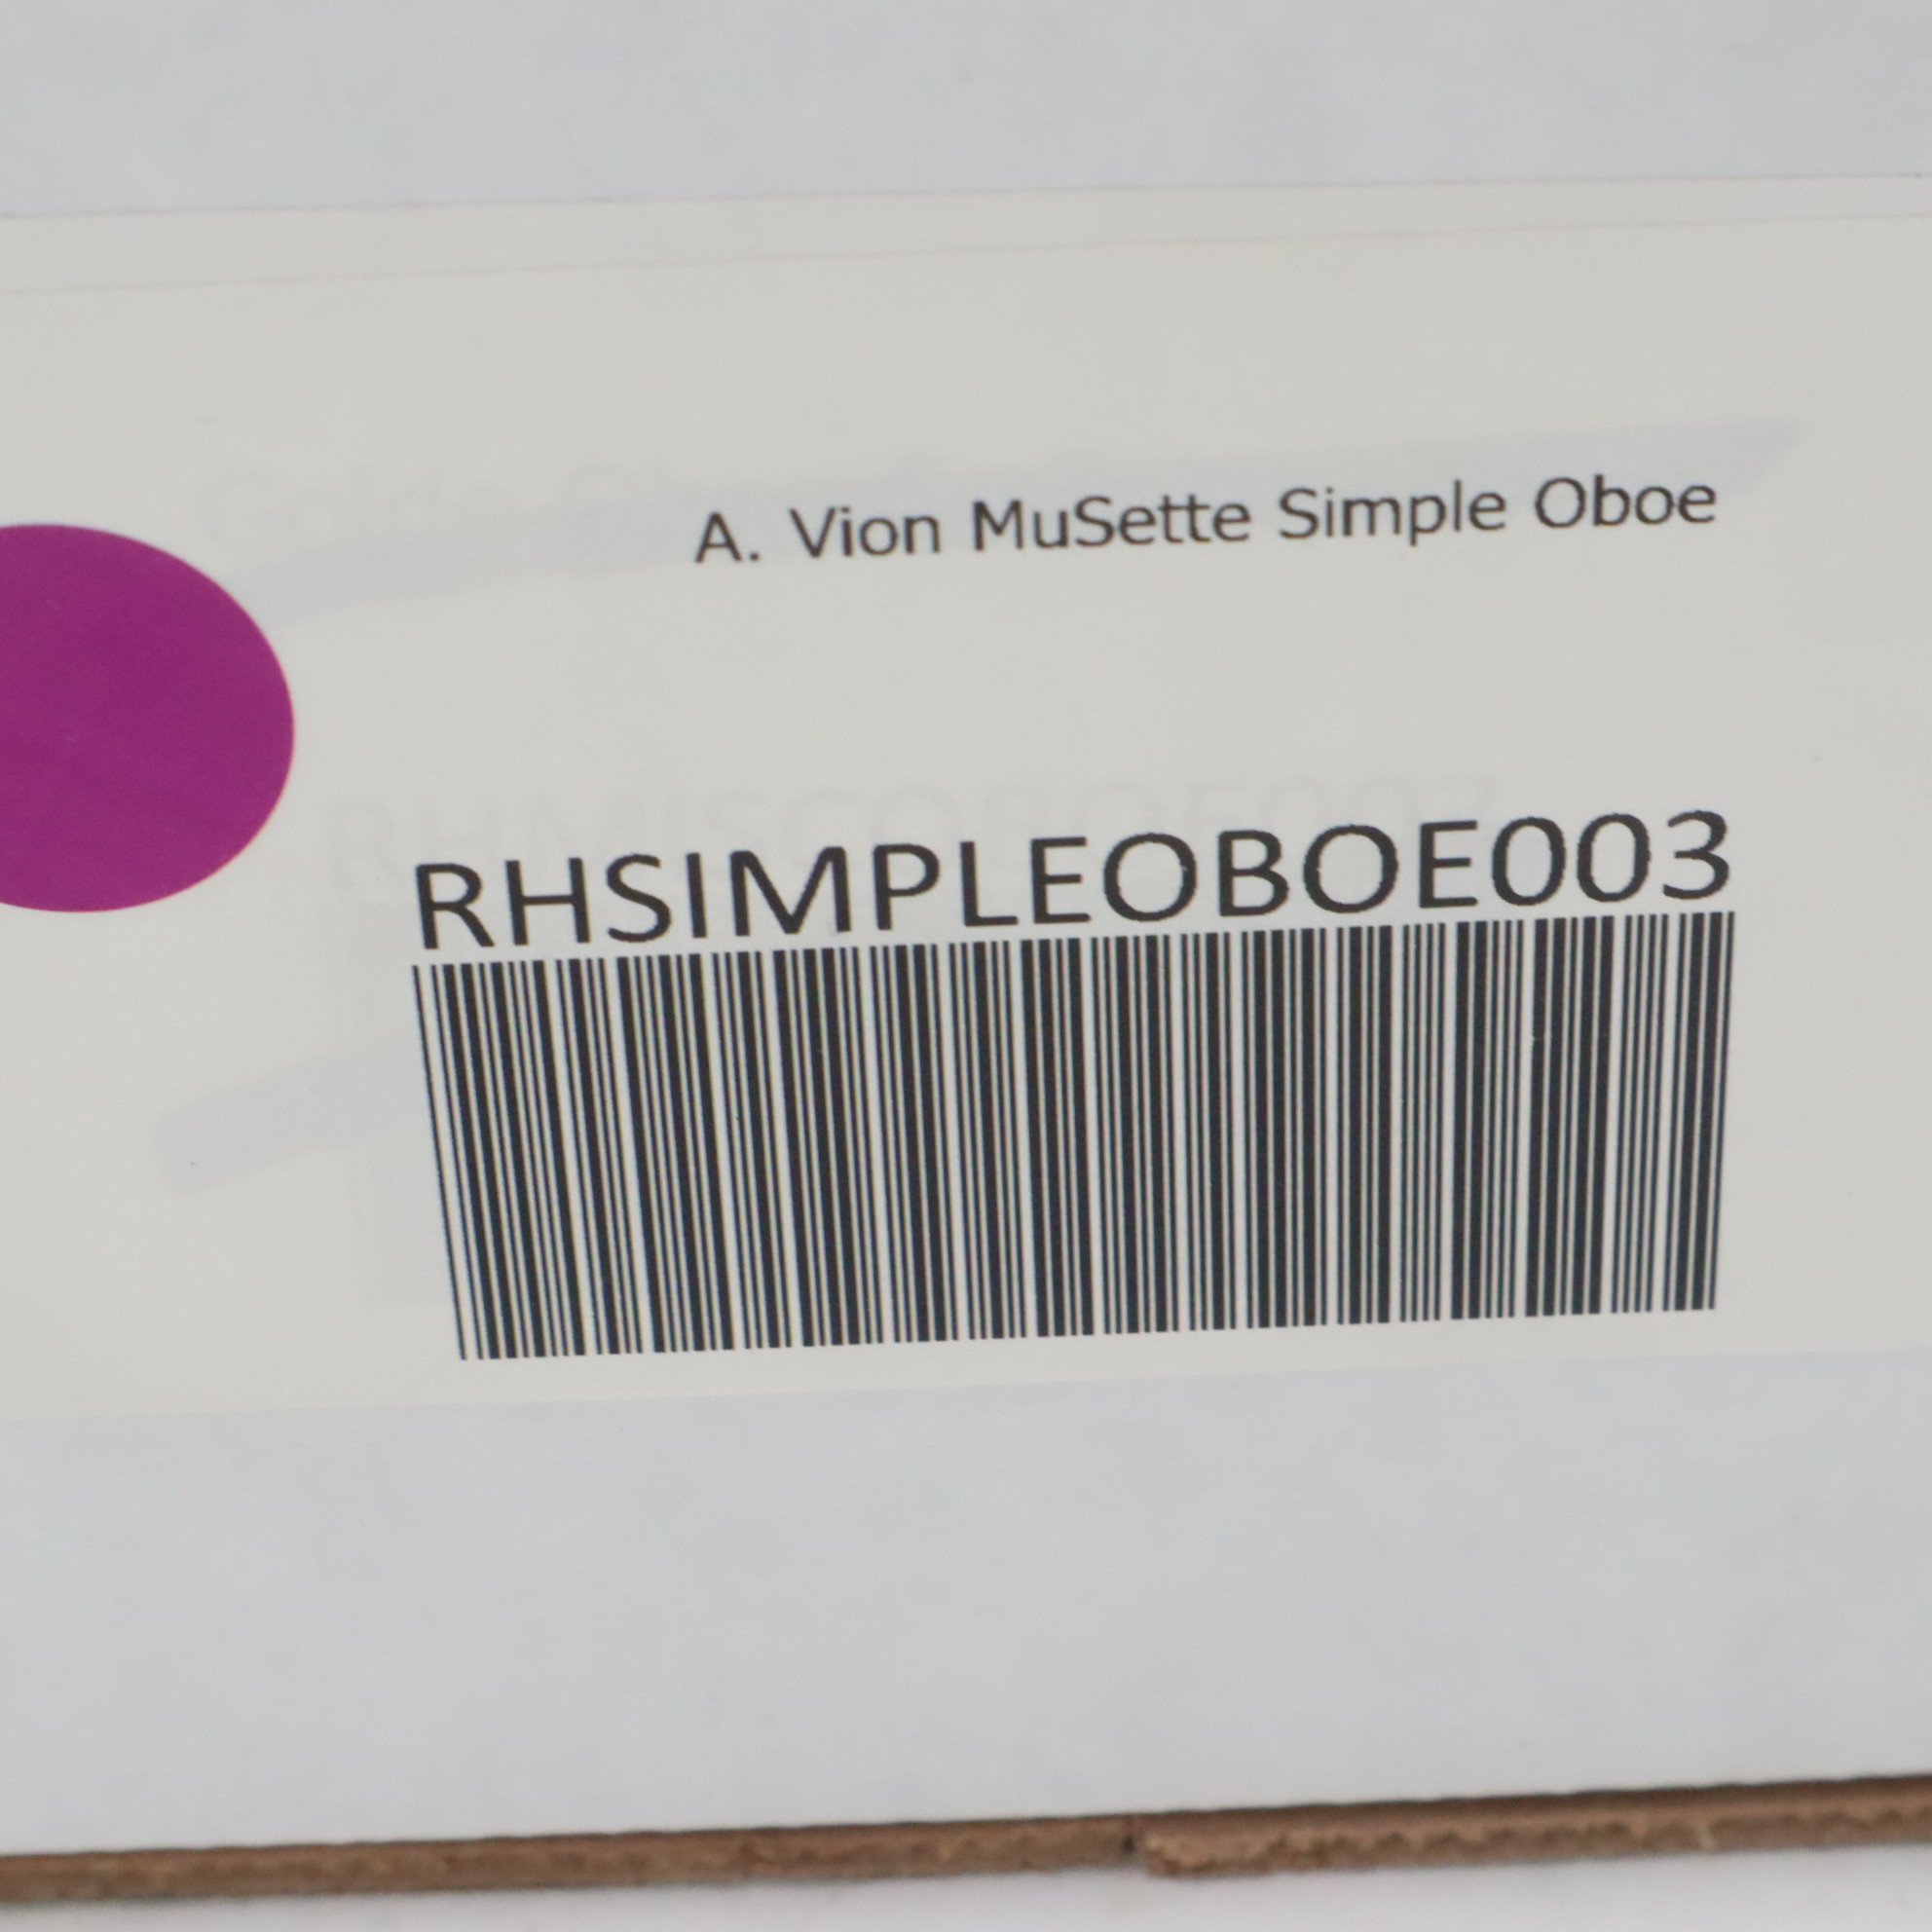 A. Vion MuSette Simple Oboe
RHSIMPLEOBOE003